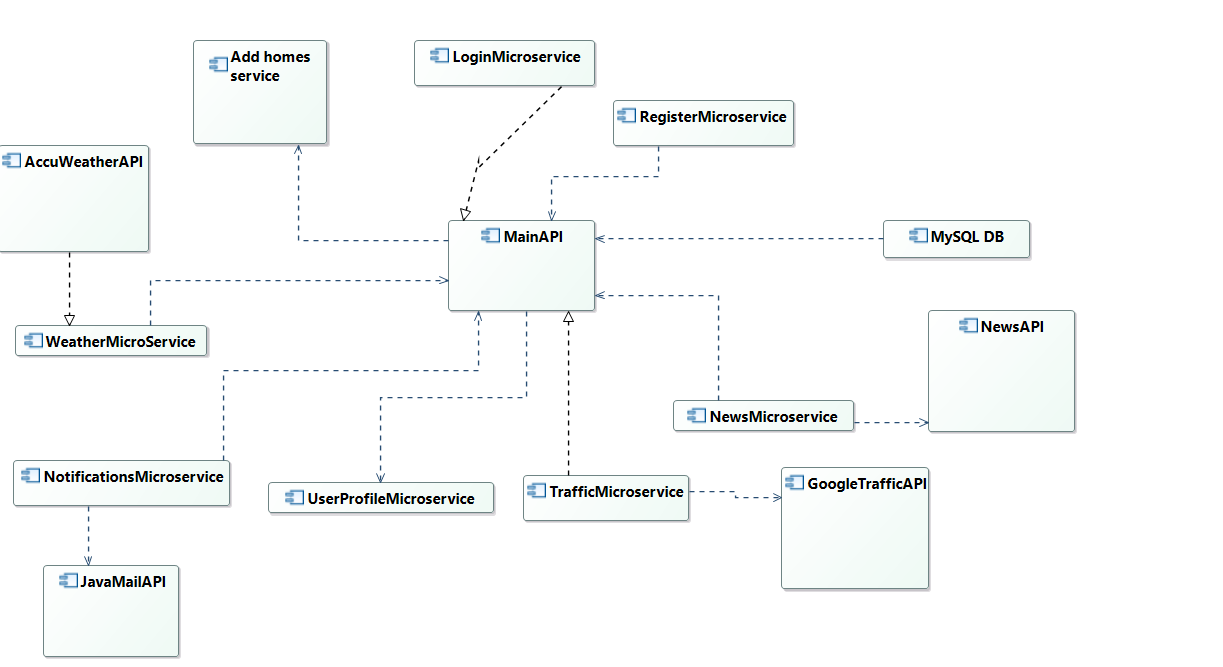 Add homes
service
LoginMicroservice
RegisterMicroservice
AccuWeatherAPI
MainAPI
MySQL DB
WeatherMicroService
NewsAPI
NewsMicroservice
NotificationsMicroservice
UserProfileMicroservice
TrafficMicroservice
GoogleTrafficAPI
JavaMailAPI